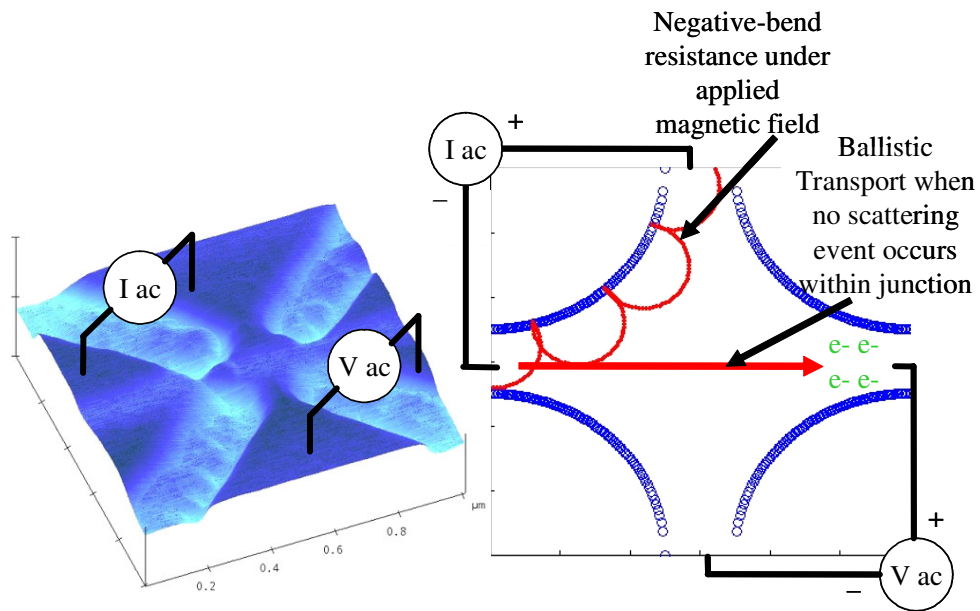 Negative-bend
resistance under
applied
magnetic field
Ballistic
Transport when
no scattering
event occurs
within junction
I ac
+
–
e- e-
e- e-
+
V ac
–
I ac
V ac
µm
0.8
0.6
0.4
0.2